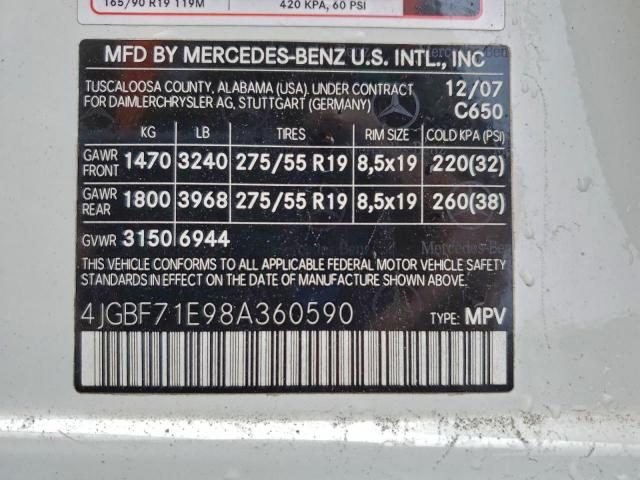 165/90 R19 119M 420 KPA, 60 PSI
MFD BY MERCEDES-BENZ U.S. INTL., INC
TUSCALOOSA COUNTY, ALABAMA (USA). UNDER CONTRACT 12/07
FOR DAIMLERCHRYSLER AG, STUTTGART (GERMANY) C650
KG LB TIRES RIM SIZE COLD KPA (PSI)
GAWR FRONT 1470 3240 275/55 R19 8,5x19 220(32)
GAWR REAR 1800 3968 275/55 R19 8,5x19 260(38)
GVWR 3150 6944
Mercedes-Benz
THIS VEHICLE CONFORMS TO ALL APPLICABLE FEDERAL MOTOR VEHICLE SAFETY
STANDARDS IN EFFECT ON THE DATE OF MANUFACTURE SHOWN ABOVE.
4JGBF71E98A360590 TYPE: MPV